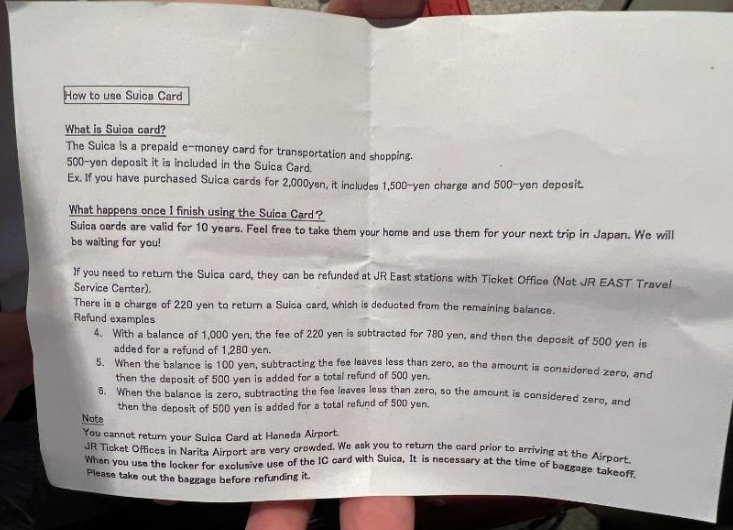 How to use Suica Card
What is Suica card?
The Suica is a prepaid e-money card for transportation and shopping.
500-yen deposit it is included in the Suica Card.
Ex. If you have purchased Suica cards for 2,000yen, it includes 1,500-yen charge and 500-yen deposit.
What happens once I finish using the Suica Card?
Suica cards are valid for 10 years. Feel free to take them your home and use them for your next trip in Japan. We will
be waiting for you!
If you need to return the Suica card, they can be refunded at JR East stations with Ticket Office (Not JR EAST Travel
Service Center).
There is a charge of 220 yen to return a Suica card, which is deducted from the remaining balance.
Refund examples
4. With a balance of 1,000 yen, the fee of 220 yen is subtracted for 780 yen, and then the deposit of 500 yen is
added for a refund of 1,280 yen.
5. When the balance is 100 yen, subtracting the fee leaves less than zero, so the amount is considered zero, and
then the deposit of 500 yen is added for a total refund of 500 yen.
6. When the balance is zero, subtracting the fee leaves less than zero, so the amount is considered zero, and
then the deposit of 500 yen is added for a total refund of 500 yen.
Note
You cannot return your Suica Card at Haneda Airport.
JR Ticket Offices in Narita Airport are very crowded. We ask you to return the card prior to arriving at the Airport.
When you use the locker for exclusive use of the IC card with Suica, It is necessary at the time of baggage takeoff.
Please take out the baggage before refunding it.